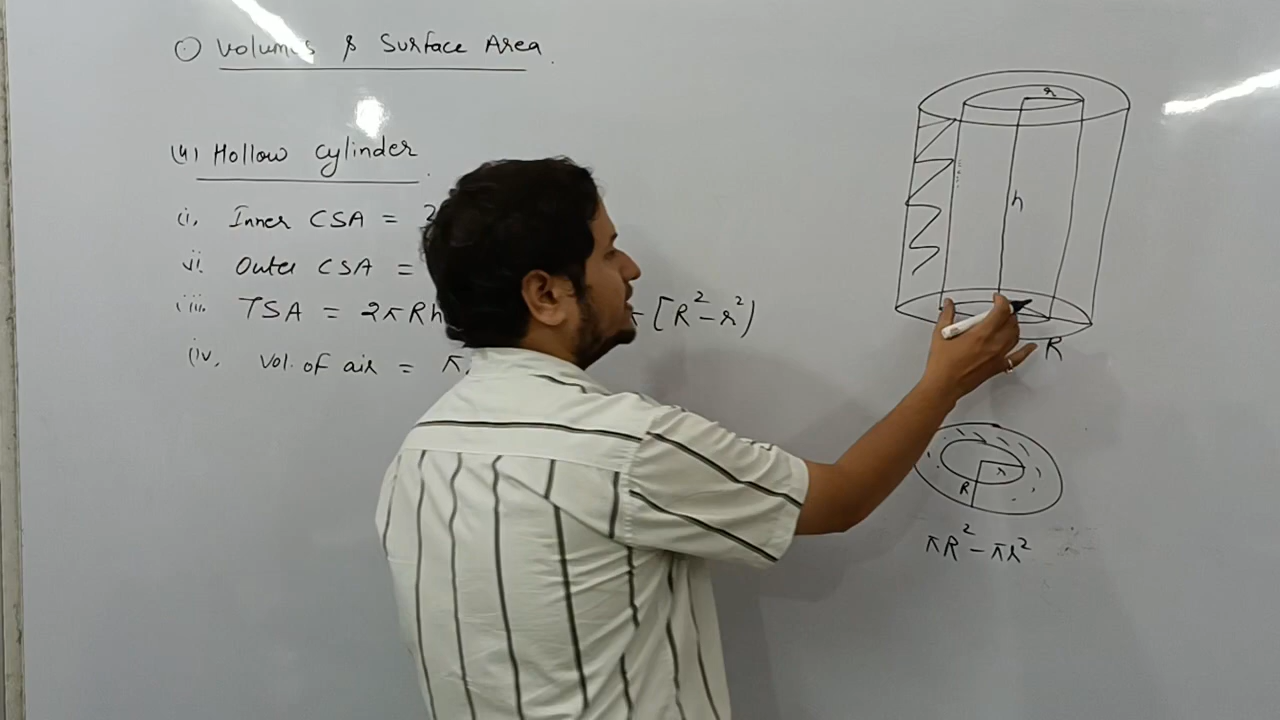 Volumes & Surface Area.
(4) Hollow cylinder.
(i, Inner CSA = 2
ii. Outer CSA =
iii. TSA = 2πRh π[R²-r²)
(iv, Vol. of air = π
r
h
R
r
R
πR²-πr²